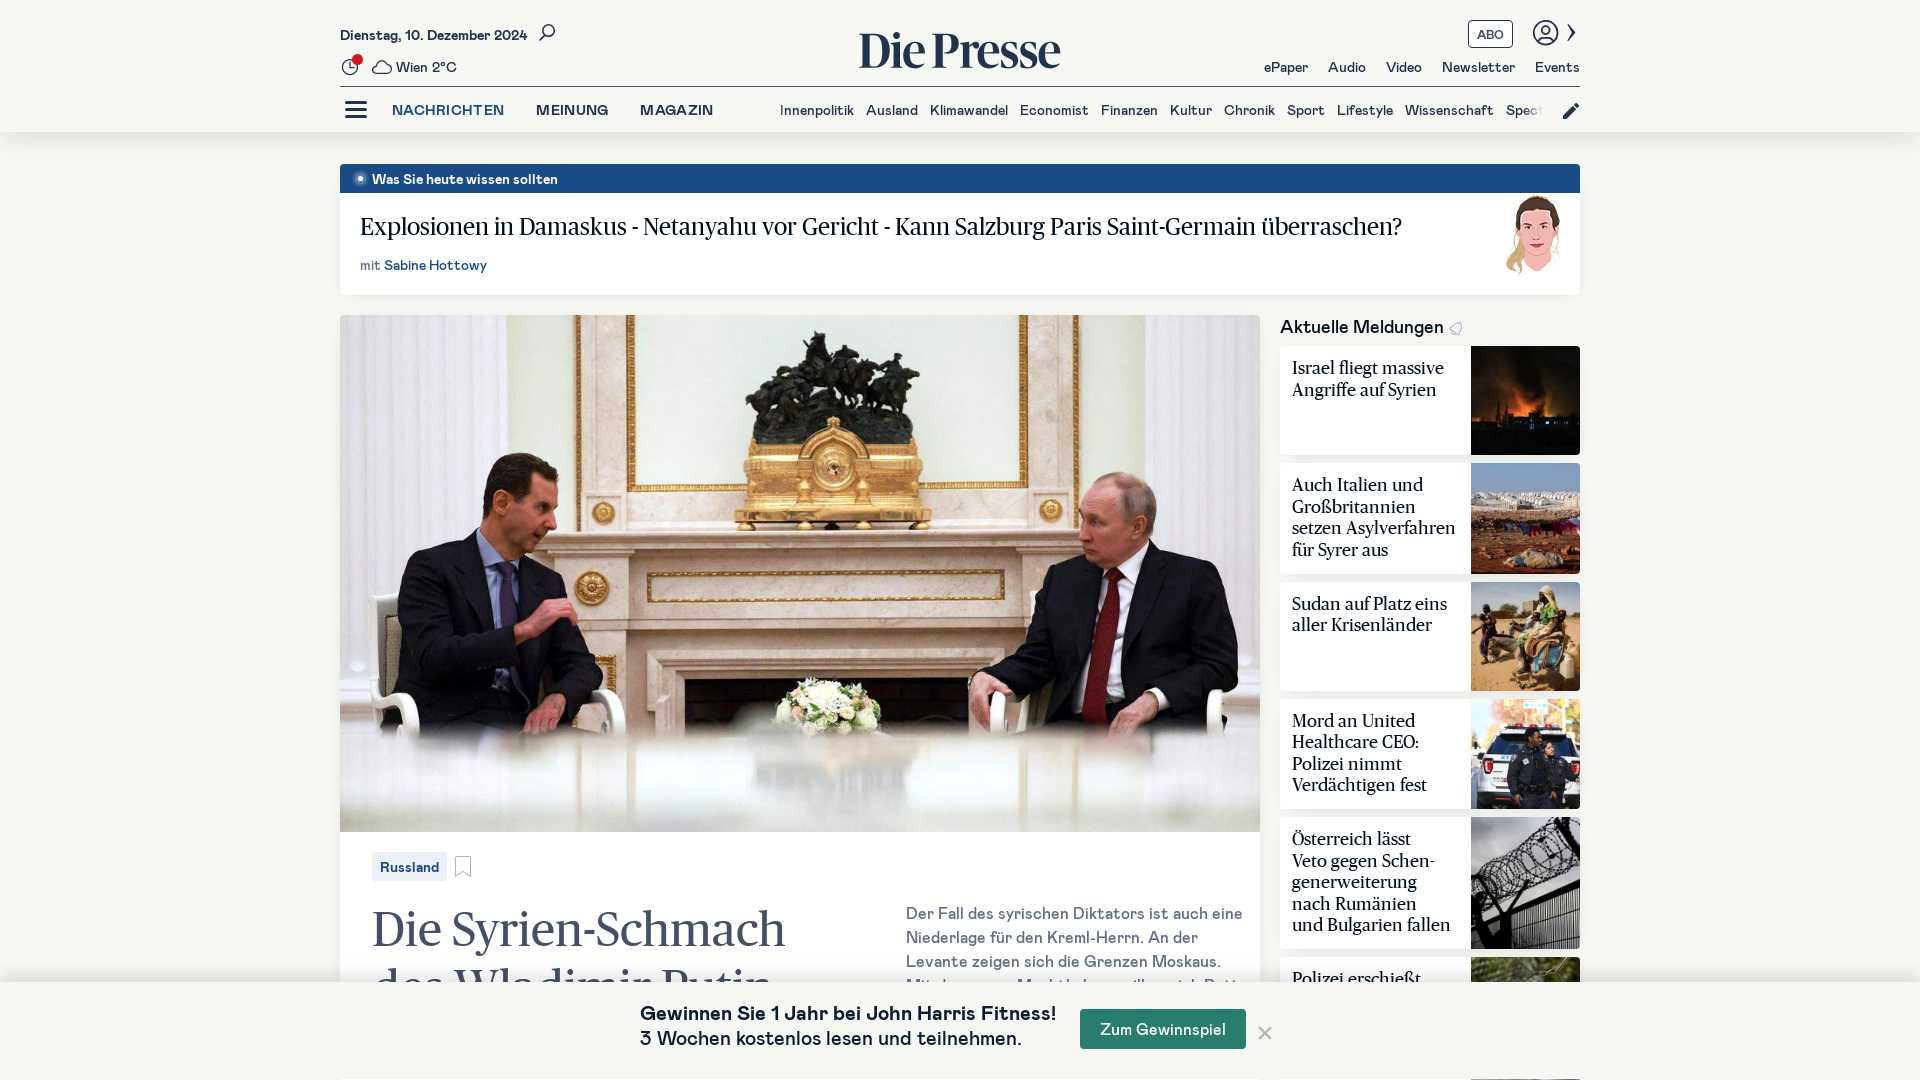 Dienstag, 10. Dezember 2024
Wien 2°C
Die Presse
ABO
ePaper Audio Video Newsletter Events
NACHRICHTEN MEINUNG MAGAZIN
Innenpolitik Ausland Klimawandel Economist Finanzen Kultur Chronik Sport Lifestyle Wissenschaft
Was Sie heute wissen sollten
Explosionen in Damaskus - Netanyahu vor Gericht - Kann Salzburg Paris Saint-Germain überraschen?
mit Sabine Hottowy
Russland
Die Syrien-Schmach
des Wladimir Putin
Der Fall des syrischen Diktators ist auch eine
Niederlage für den Kreml-Herrn. An der
Levante zeigen sich die Grenzen Moskaus.
Aktuelle Meldungen
Israel fliegt massive
Angriffe auf Syrien
Auch Italien und
Großbritannien
setzen Asylverfahren
für Syrer aus
Sudan auf Platz eins
aller Krisenländer
Mord an United
Healthcare CEO:
Polizei nimmt
Verdächtigen fest
Österreich lässt
Veto gegen Schen-
generweiterung
nach Rumänien
und Bulgarien fallen
Polizei erschießt
Gewinnen Sie 1 Jahr bei John Harris Fitness!
3 Wochen kostenlos lesen und teilnehmen.
Zum Gewinnspiel